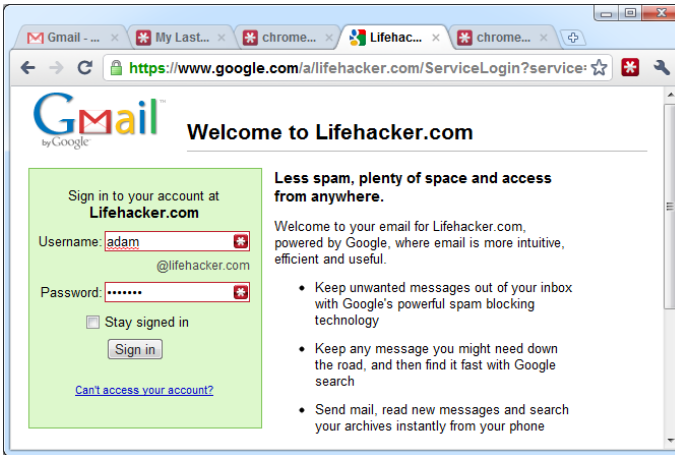 Gmail - ...
My Last...
chrome...
Lifehac...
chrome...
https://www.google.com/a/lifehacker.com/ServiceLogin?service=
Gmail
by Google
Welcome to Lifehacker.com
Sign in to your account at
Lifehacker.com
Username: adam
@lifehacker.com
Password: •••••••
Stay signed in
Sign in
Can't access your account?
Less spam, plenty of space and access
from anywhere.
Welcome to your email for Lifehacker.com,
powered by Google, where email is more intuitive,
efficient and useful.
• Keep unwanted messages out of your inbox
with Google's powerful spam blocking
technology
• Keep any message you might need down
the road, and then find it fast with Google
search
• Send mail, read new messages and search
your archives instantly from your phone